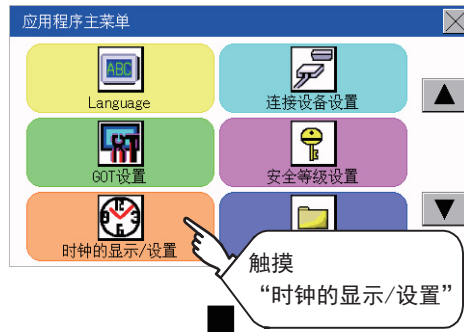 应用程序主菜单
ABC
Language
连接设备设置
GOT设置
安全等级设置
时钟的显示/设置
触摸
“时钟的显示/设置”